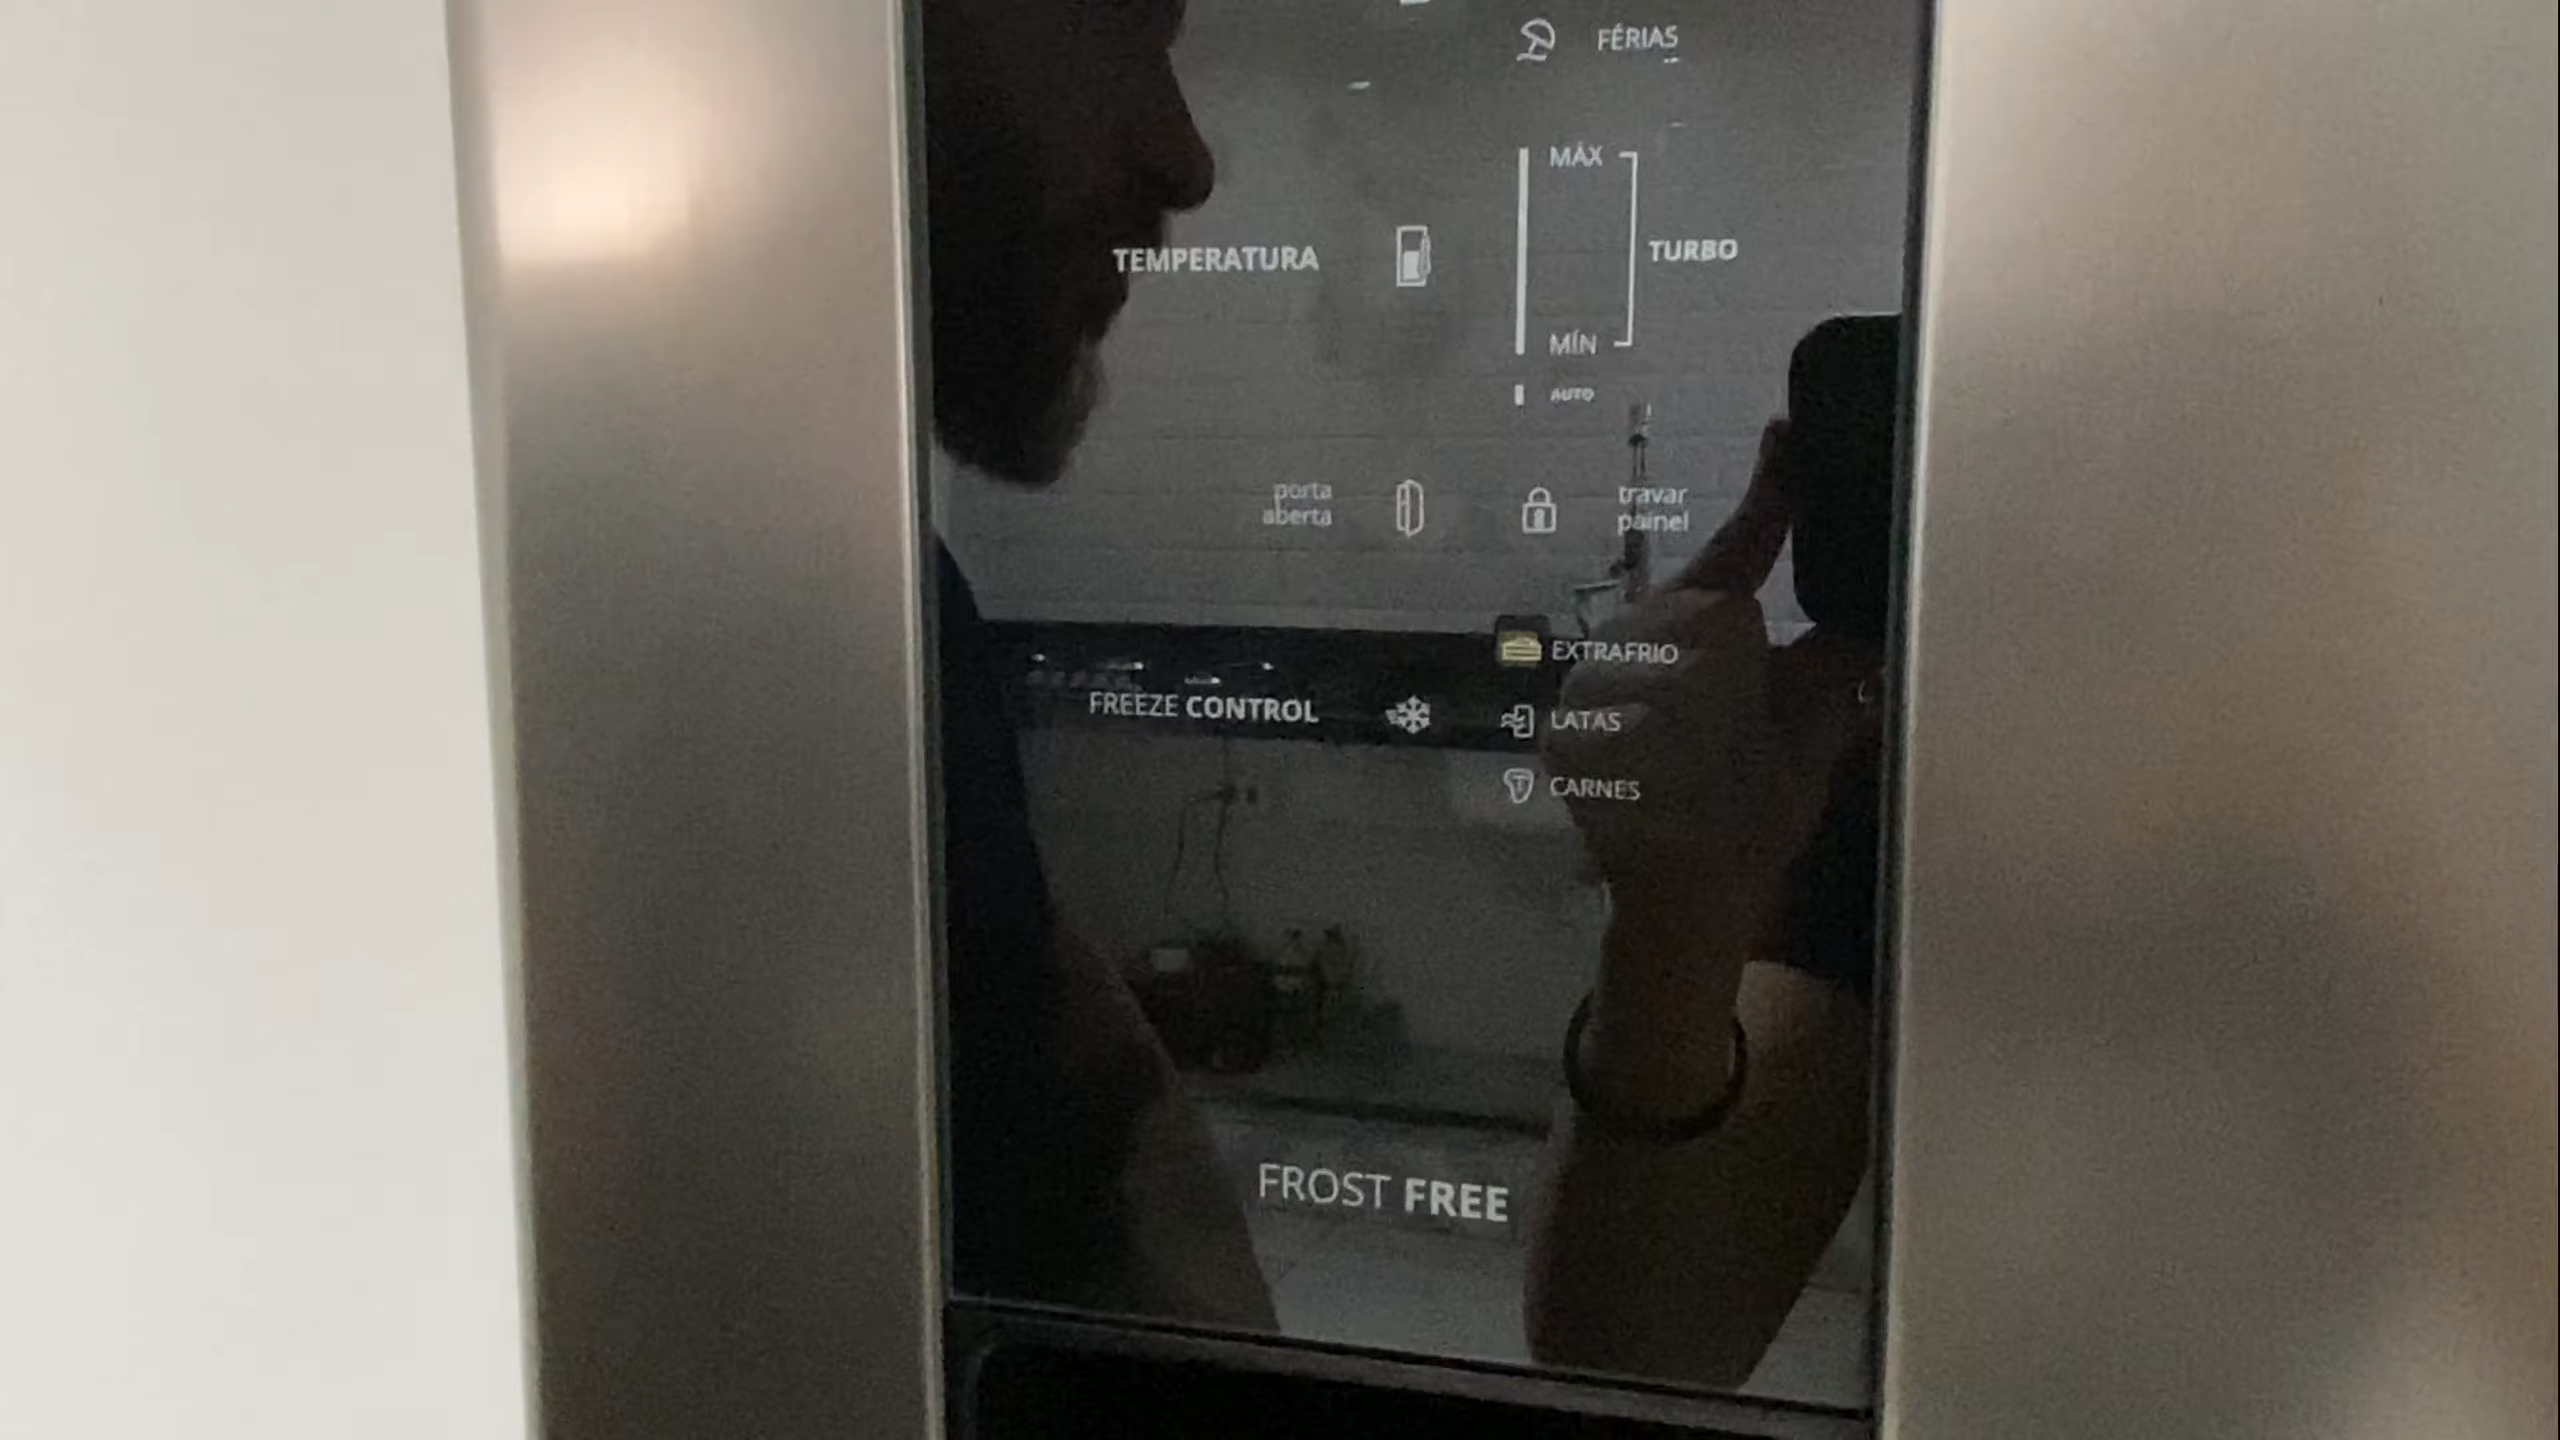 FÉRIAS
MÁX
TEMPERATURA
TURBO
MÍN
AUTO
porta
aberta
travar
painel
EXTRAFRIO
FREEZE CONTROL
LATAS
CARNES
FROST FREE